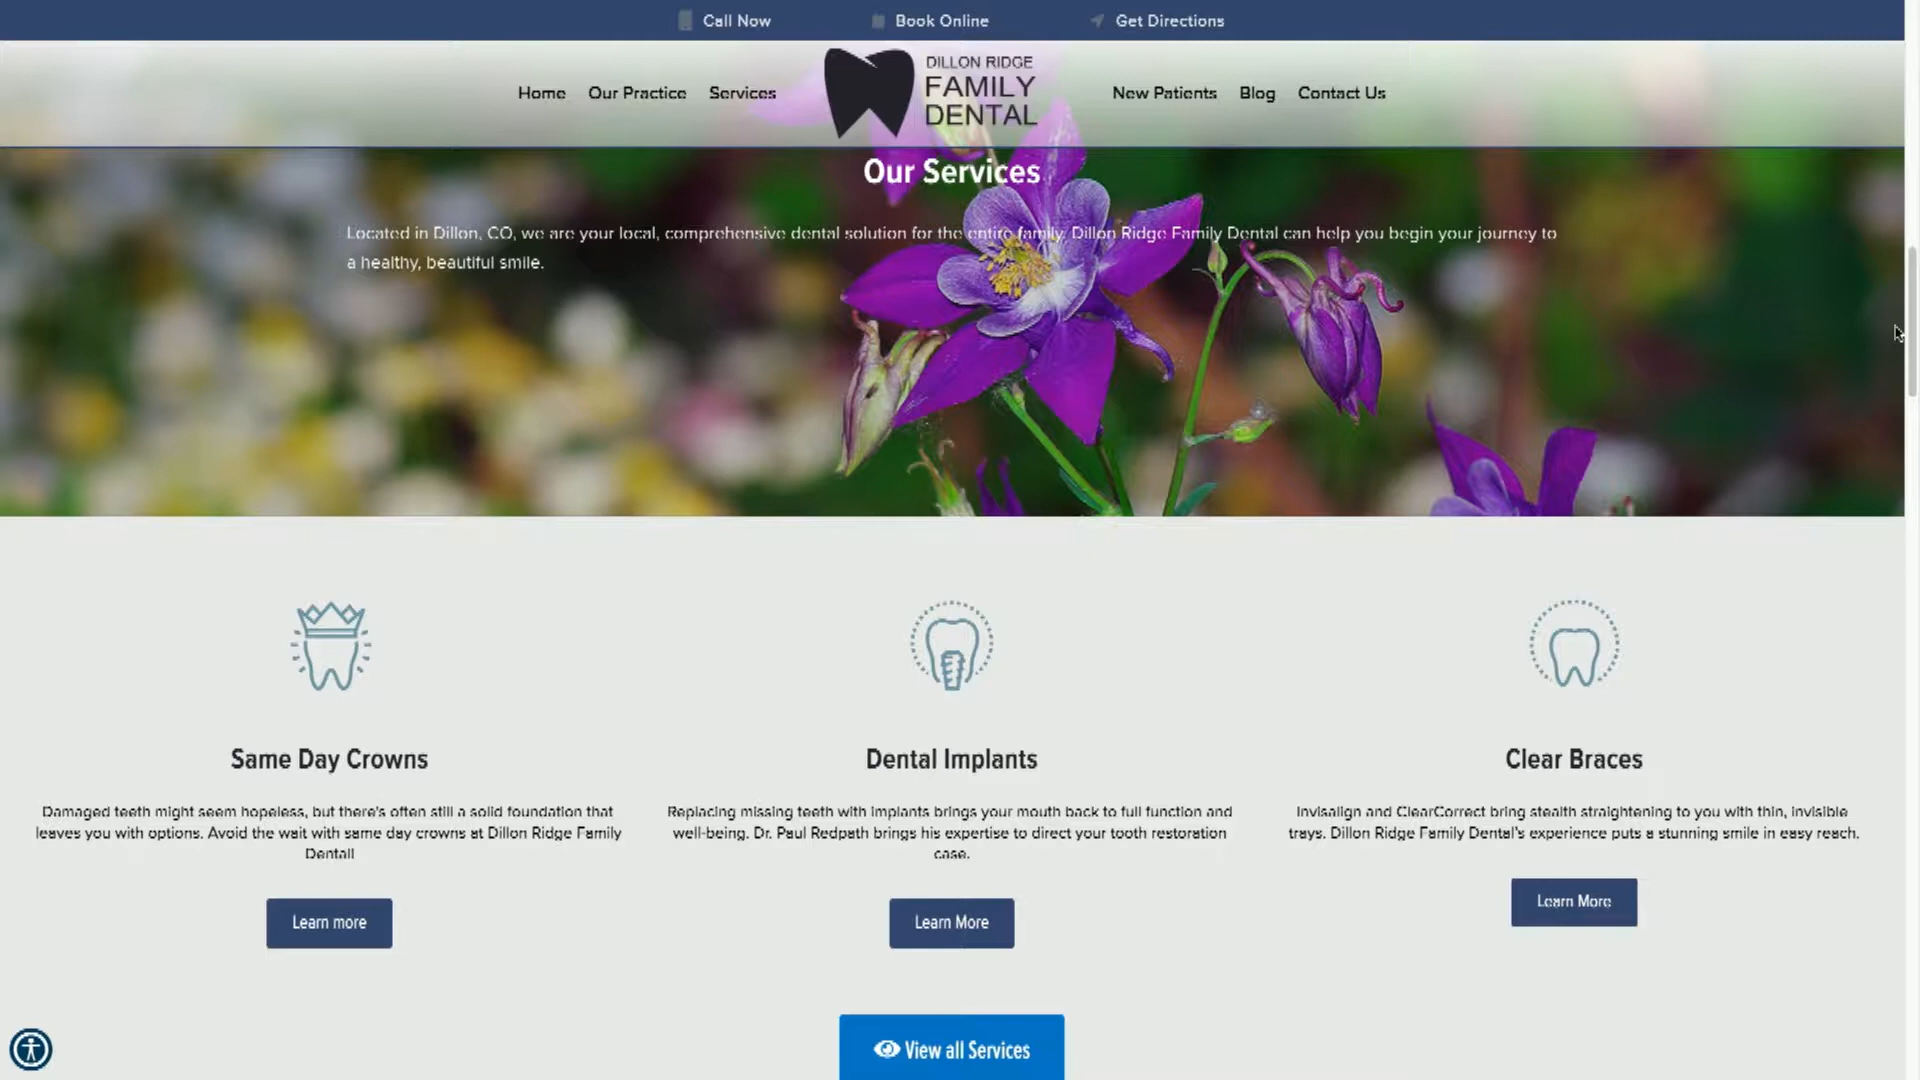 Call Now
Book Online
Get Directions
Home
Our Practice
Services
DILLON RIDGE
FAMILY
DENTAL
New Patients
Blog
Contact Us
Our Services
Located in Dillon, CO, we are your local, comprehensive dental solution for the entire family. Dillon Ridge Family Dental can help you begin your journey to
a healthy, beautiful smile.
Same Day Crowns
Damaged teeth might seem hopeless, but there's often still a solid foundation that
leaves you with options. Avoid the wait with same day crowns at Dillon Ridge Family
Dental!
Learn more
Dental Implants
Replacing missing teeth with implants brings your mouth back to full function and
well-being. Dr. Paul Redpath brings his expertise to direct your tooth restoration
case.
Learn More
Clear Braces
Invisalign and ClearCorrect bring stealth straightening to you with thin, invisible
trays. Dillon Ridge Family Dental's experience puts a stunning smile in easy reach.
Learn More
View all Services